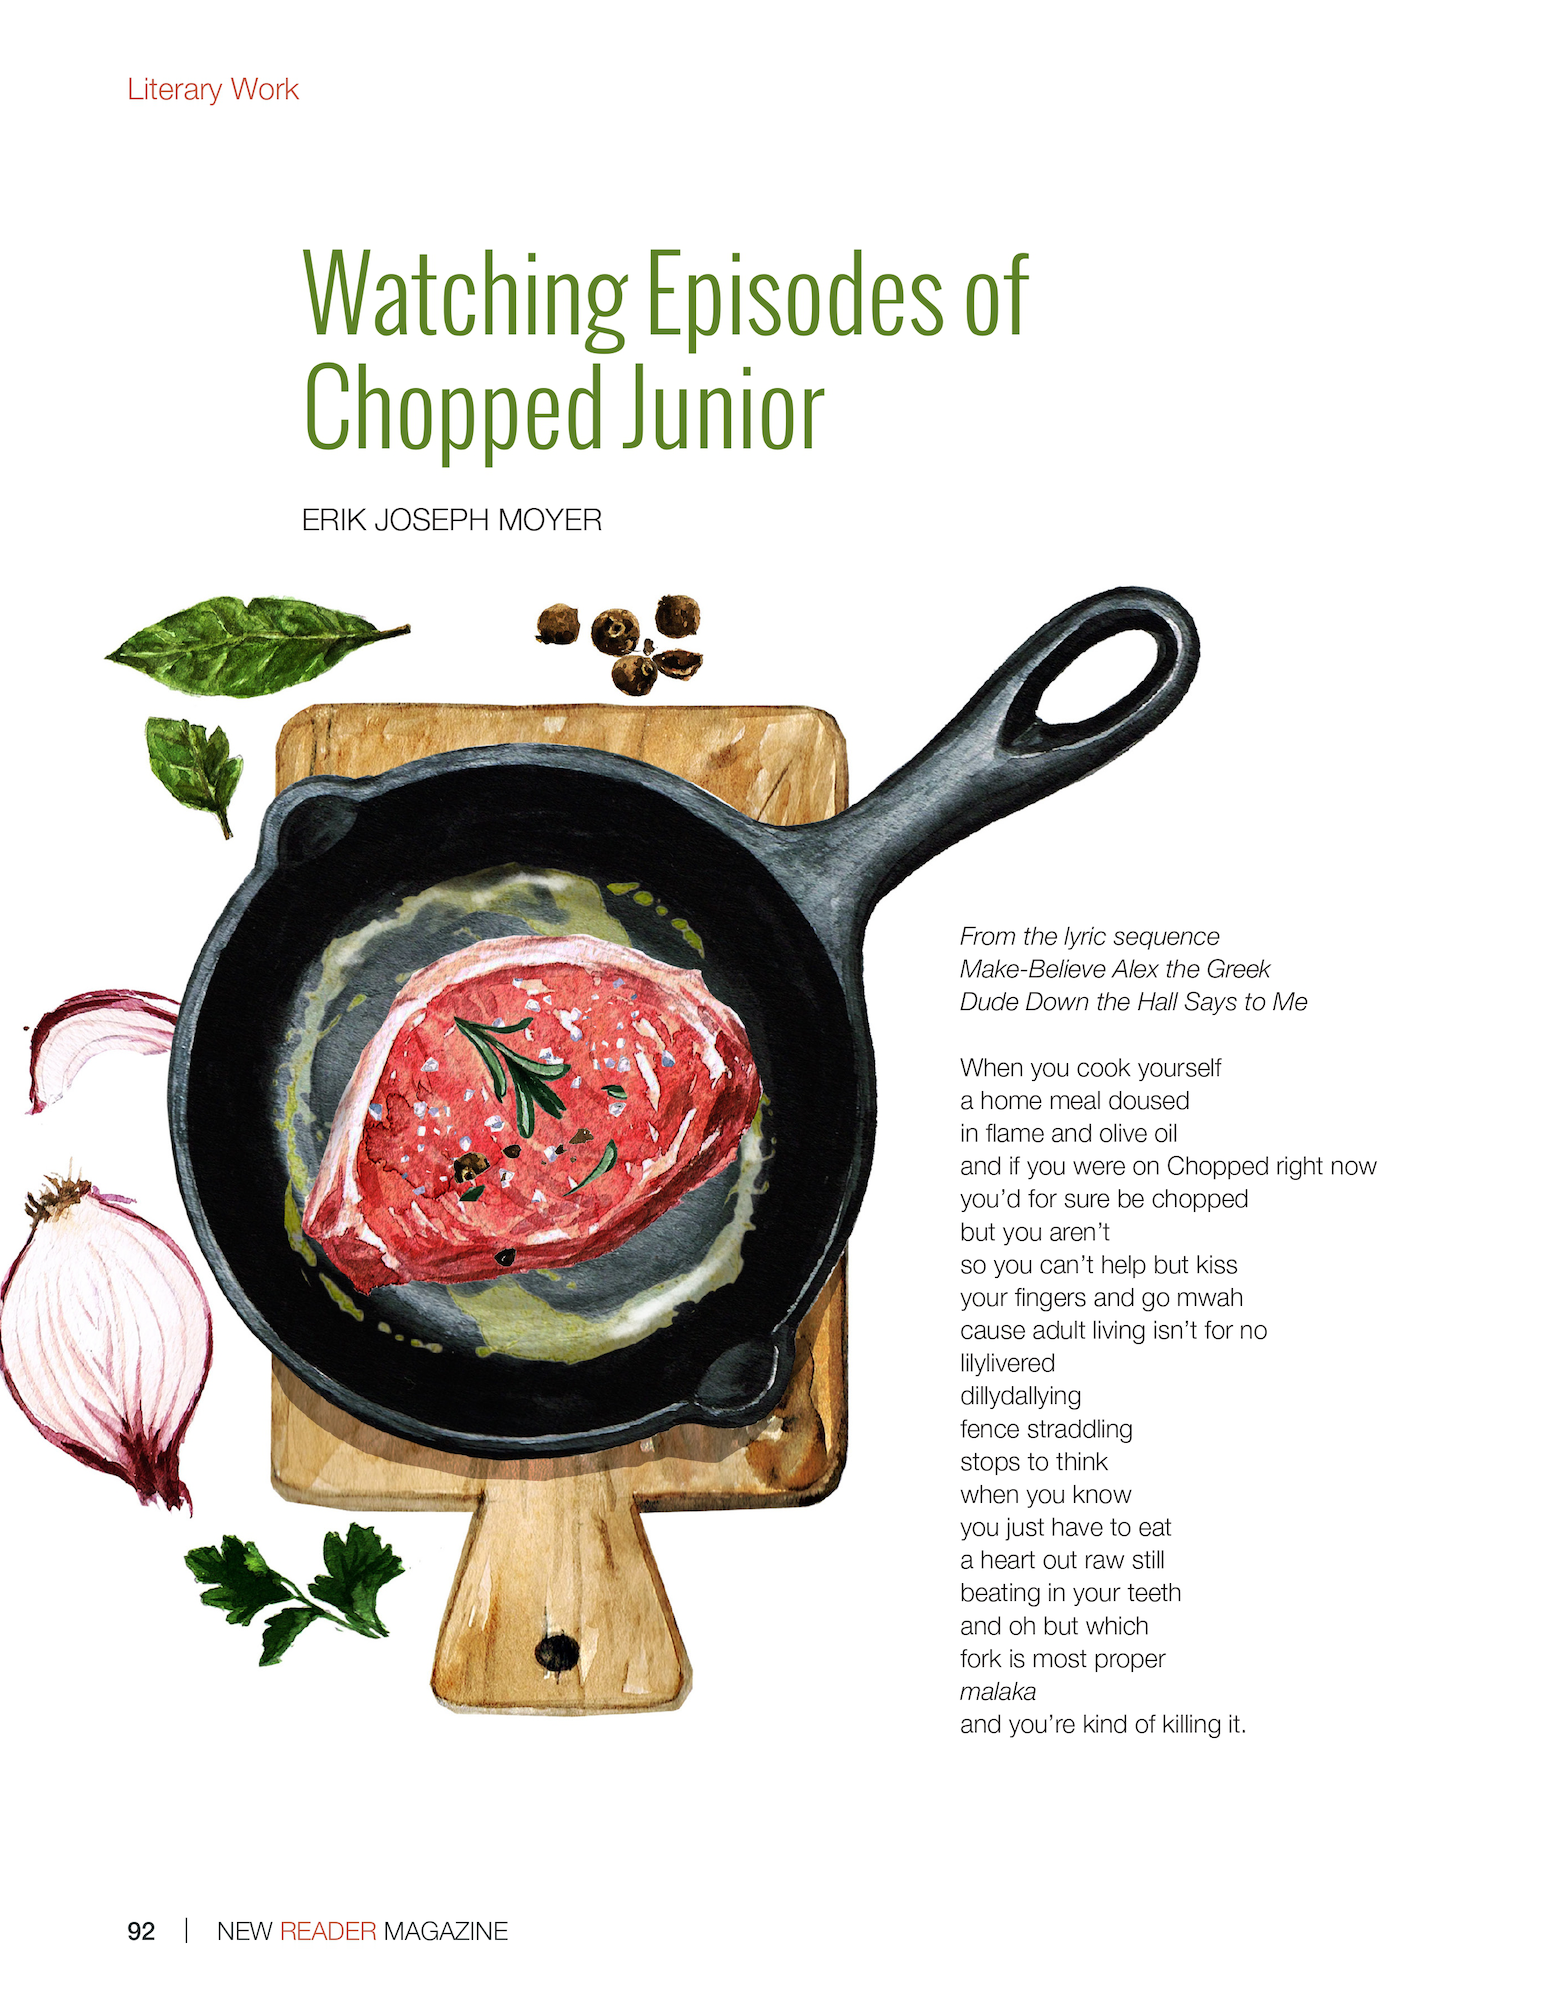 Literary Work
Watching Episodes of
Chopped Junior
ERIK JOSEPH MOYER
From the lyric sequence
Make-Believe Alex the Greek
Dude Down the Hall Says to Me
When you cook yourself
a home meal doused
in flame and olive oil
and if you were on Chopped right now
you’d for sure be chopped
but you aren’t
so you can’t help but kiss
your fingers and go mwah
cause adult living isn’t for no
lilylivered
dillydallying
fence straddling
stops to think
when you know
you just have to eat
a heart out raw still
beating in your teeth
and oh but which
fork is most proper
malaka
and you’re kind of killing it.
92 | NEW READER MAGAZINE